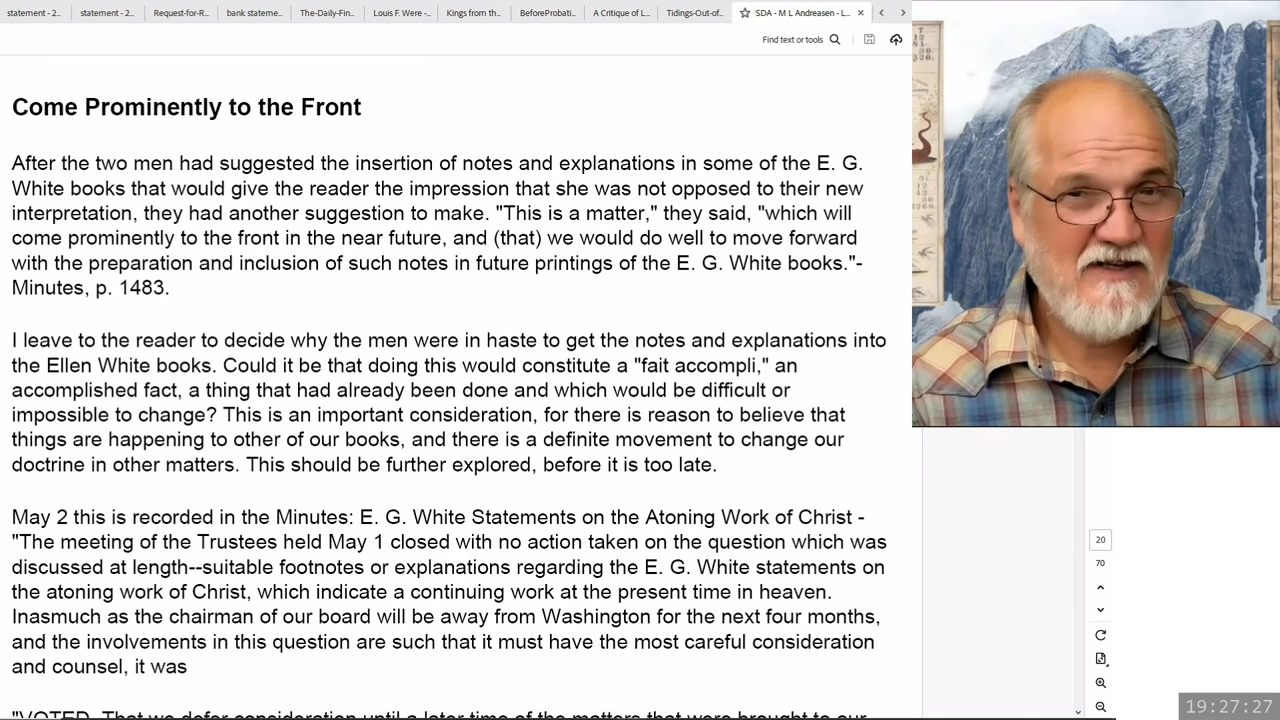 statement - 2...
statement - 2...
Request-for-R...
bank stateme...
The-Daily-Fin...
Louis F. Were -...
Kings from th...
BeforeProbati...
A Critique of L...
Tidings-Out-of...
SDA - M L Andreasen - L...
Find text or tools
Come Prominently to the Front
After the two men had suggested the insertion of notes and explanations in some of the E. G.
White books that would give the reader the impression that she was not opposed to their new
interpretation, they had another suggestion to make. "This is a matter," they said, "which will
come prominently to the front in the near future, and (that) we would do well to move forward
with the preparation and inclusion of such notes in future printings of the E. G. White books."-
Minutes, p. 1483.
I leave to the reader to decide why the men were in haste to get the notes and explanations into
the Ellen White books. Could it be that doing this would constitute a "fait accompli," an
accomplished fact, a thing that had already been done and which would be difficult or
impossible to change? This is an important consideration, for there is reason to believe that
things are happening to other of our books, and there is a definite movement to change our
doctrine in other matters. This should be further explored, before it is too late.
May 2 this is recorded in the Minutes: E. G. White Statements on the Atoning Work of Christ -
"The meeting of the Trustees held May 1 closed with no action taken on the question which was
discussed at length--suitable footnotes or explanations regarding the E. G. White statements on
the atoning work of Christ, which indicate a continuing work at the present time in heaven.
Inasmuch as the chairman of our board will be away from Washington for the next four months,
and the involvements in this question are such that it must have the most careful consideration
and counsel, it was
"VOTED, That we defer consideration until a later time of the matters that were brought to our
20
70
19:27:27